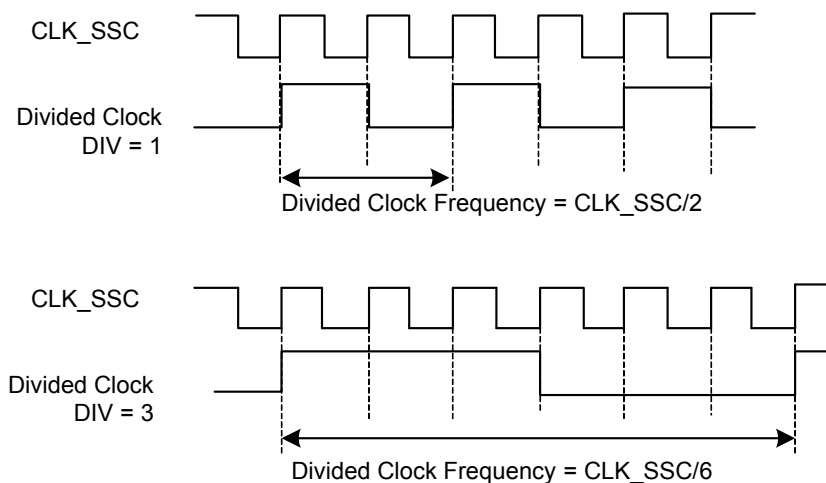 CLK_SSC
Divided Clock
DIV = 1
Divided Clock Frequency = CLK_SSC/2
CLK_SSC
Divided Clock
DIV = 3
Divided Clock Frequency = CLK_SSC/6